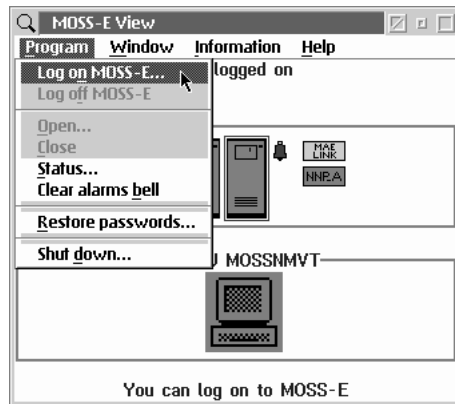 MOSS-E View
Program Window Information Help
Log on MOSS-E...
logged on
Log off MOSS-E
Open...
Close
Status...
Clear alarms bell
Restore passwords...
Shut down...
MAE
LINK
NNP.A
MOSSNMVT
You can log on to MOSS-E